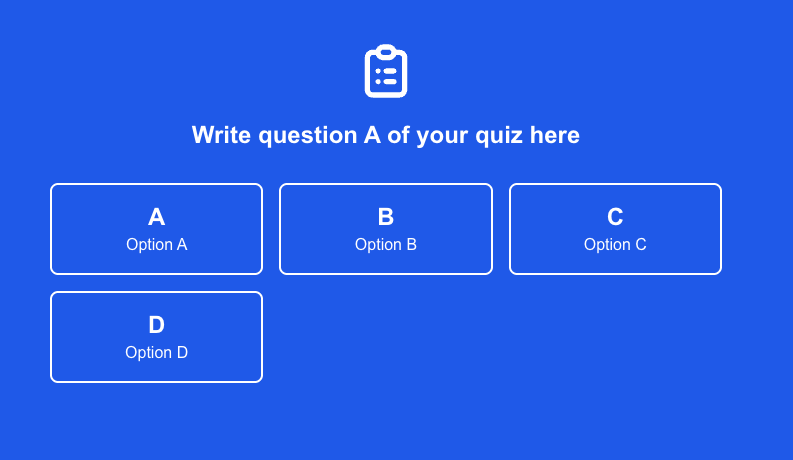 Write question A of your quiz here
A
Option A
B
Option B
C
Option C
D
Option D